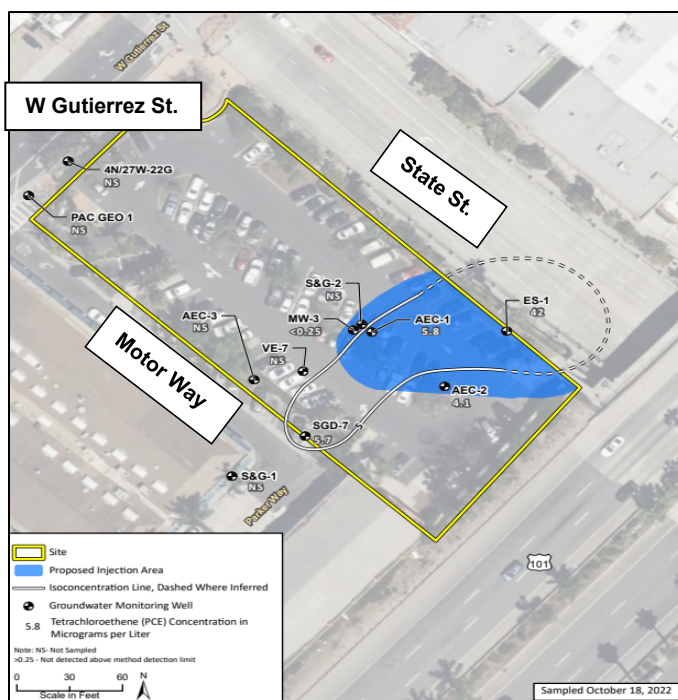 W Gutierrez St
W Gutierrez St.
State St.
4N/27W-22G
NS
PAC GEO 1
NS
S&G-2
NS
ES-1
42
AEC-3
NS
MW-3
<0.25
AEC-1
5.8
VE-7
NS
Motor Way
AEC-2
4.1
SGD-7
5.7
5
S&G-1
NS
Parker Way
101
Site
Proposed Injection Area
Isoconcentration Line, Dashed Where Inferred
Groundwater Monitoring Well
5.8 Tetrachloroethene (PCE) Concentration in
Micrograms per Liter
Note: NS- Not Sampled
>0.25 - Not detected above method detection limit
0 30 60 N
Scale in Feet
Sampled October 18, 2022